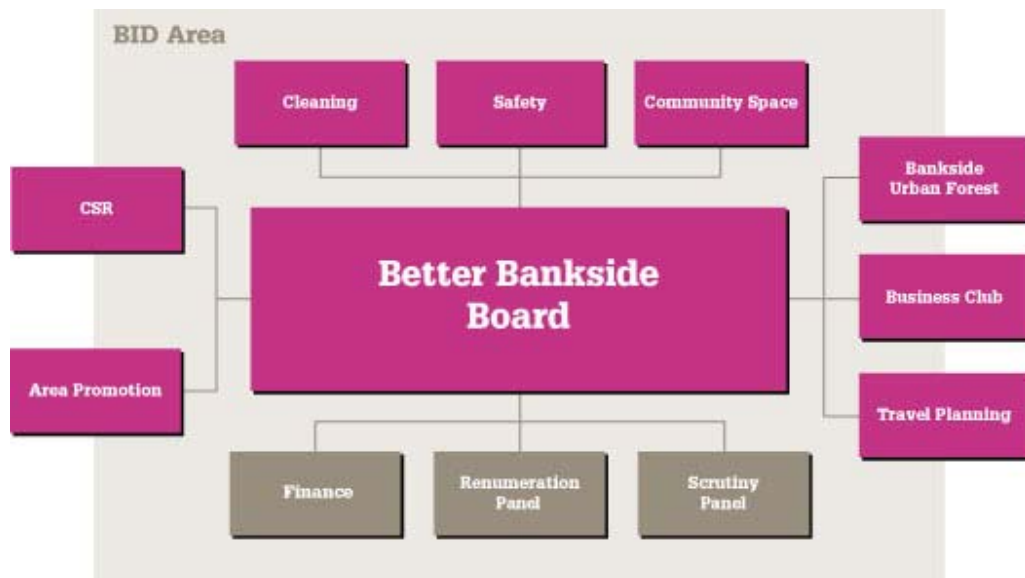 BID Area
Cleaning
Safety
Community Space
Bankside
Urban Forest
CSR
Better Bankside
Board
Business Club
Area Promotion
Travel Planning
Finance
Renumeration
Panel
Scrutiny
Panel